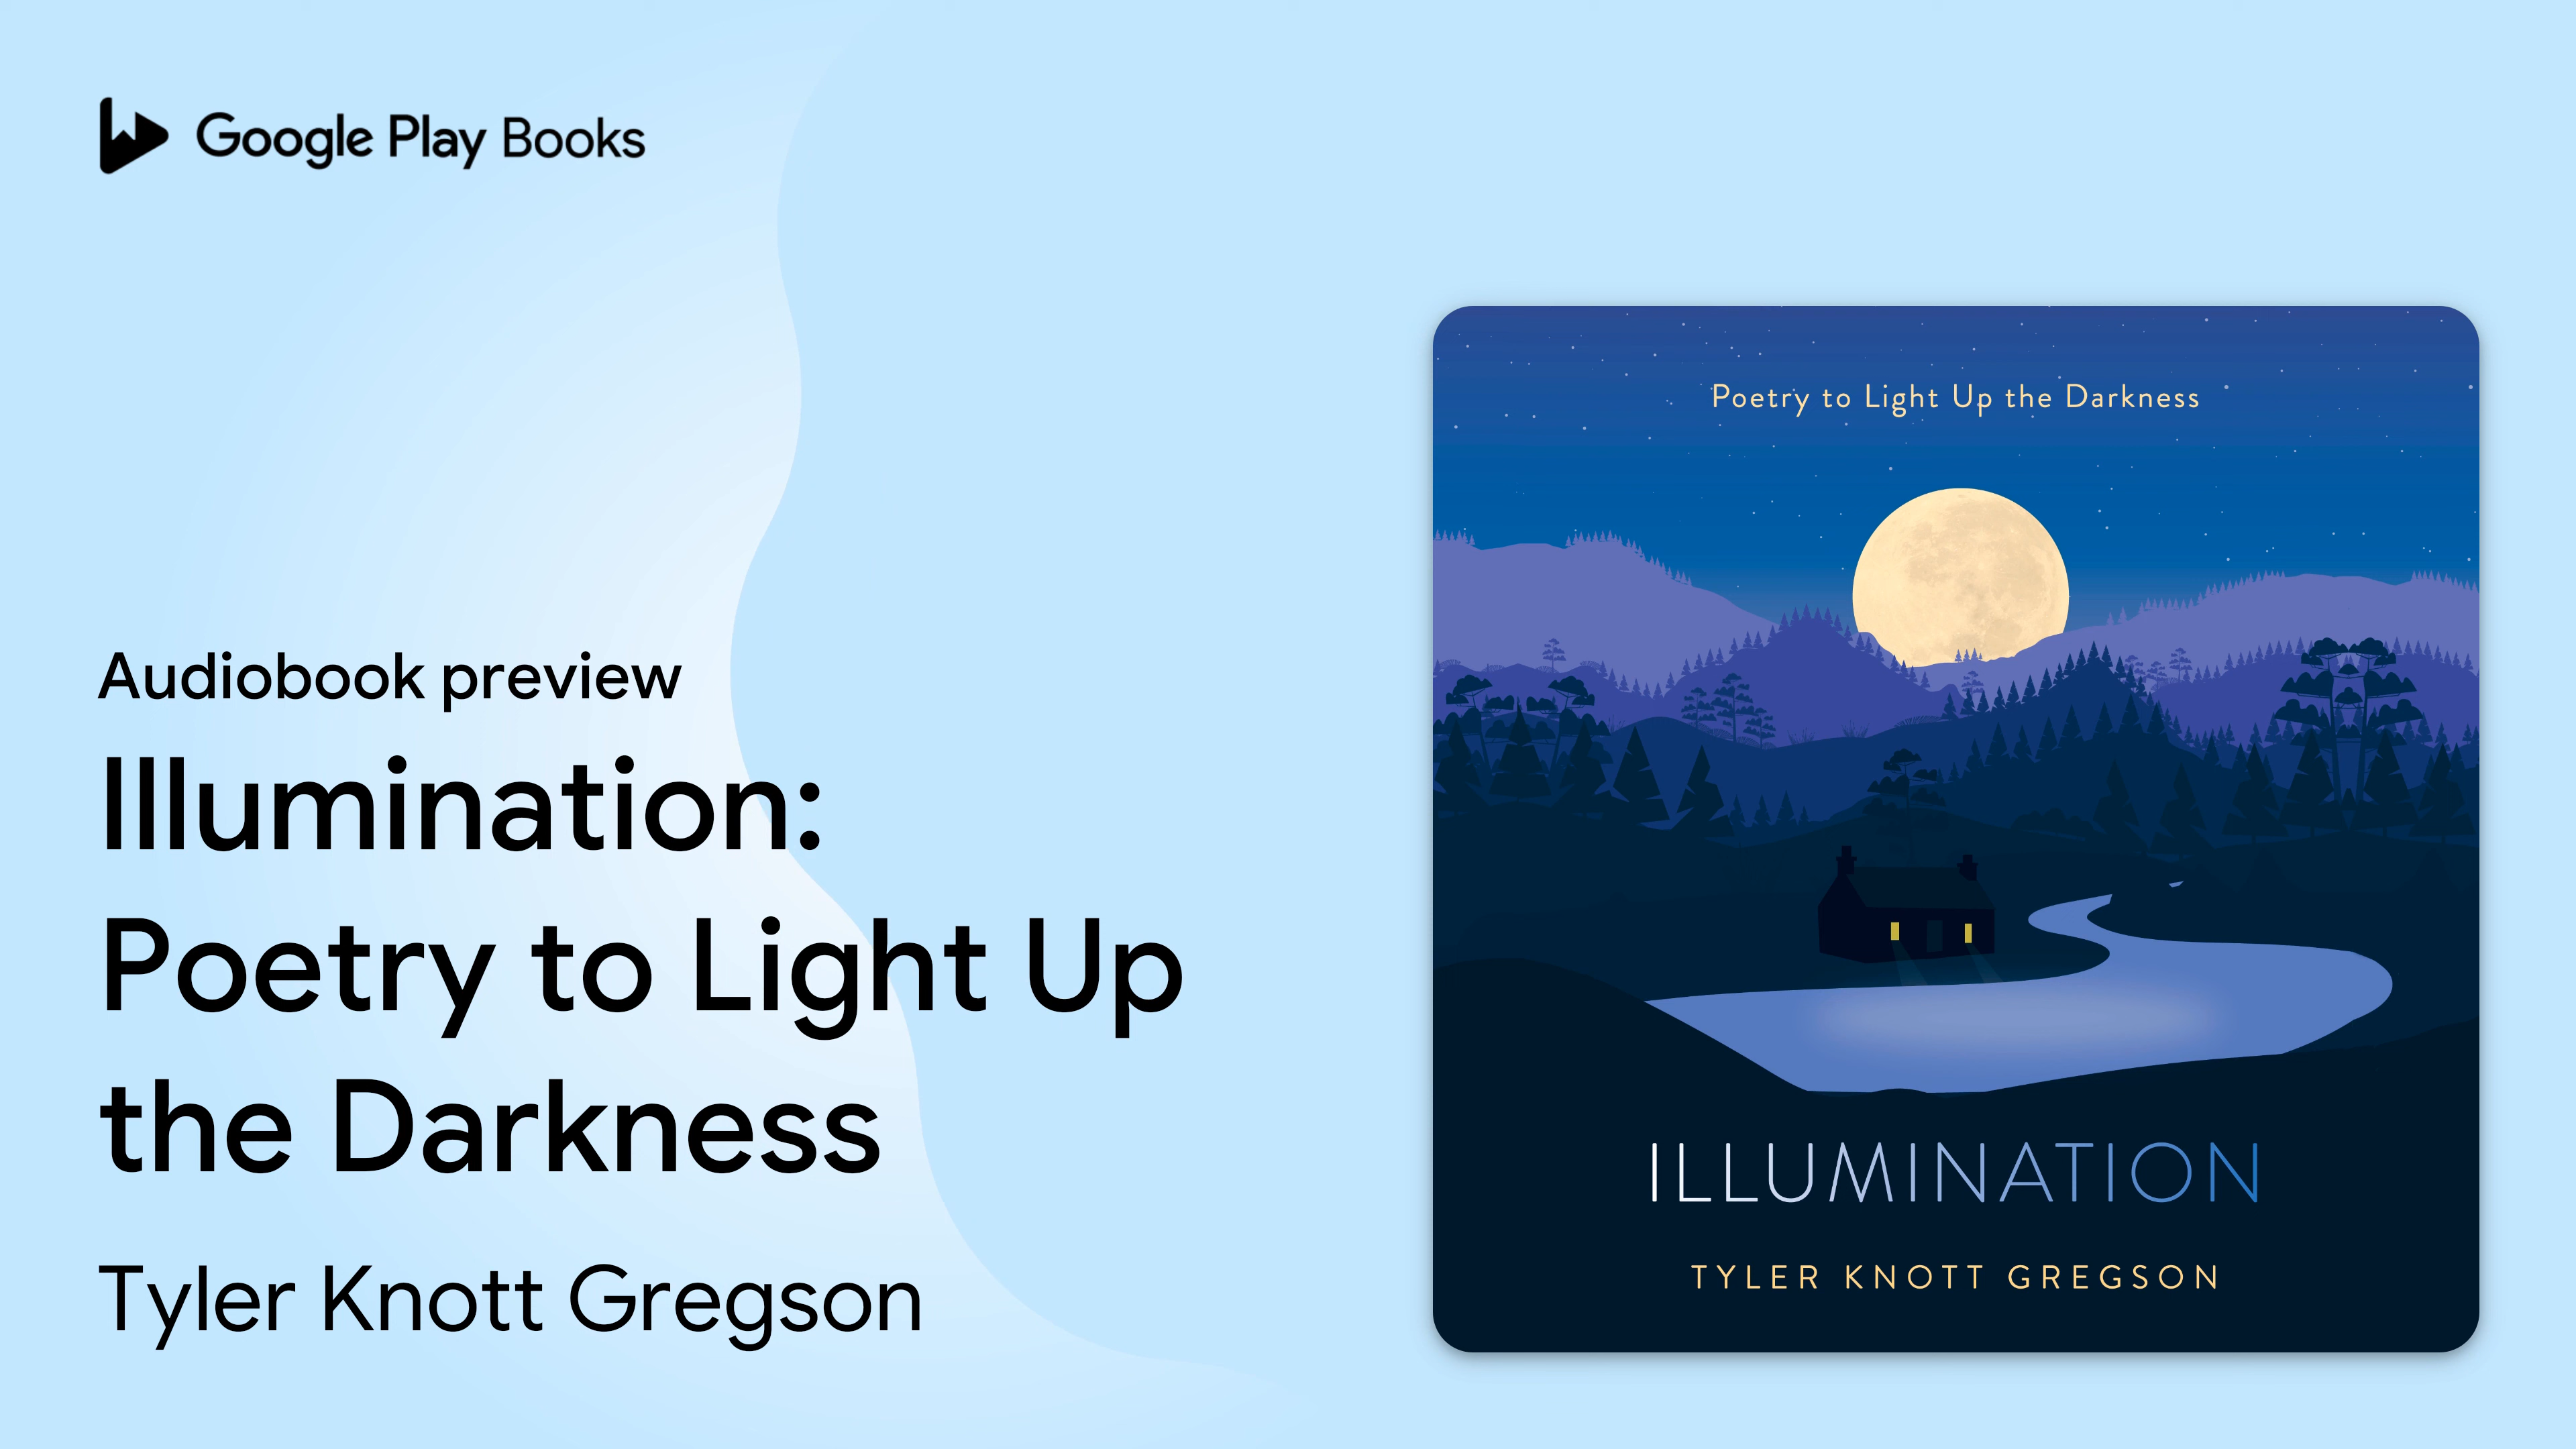 Google Play Books
Audiobook preview
Illumination:
Poetry to Light Up
the Darkness
Tyler Knott Gregson
Poetry to Light Up the Darkness
ILLUMINATION
TYLER KNOTT GREGSON